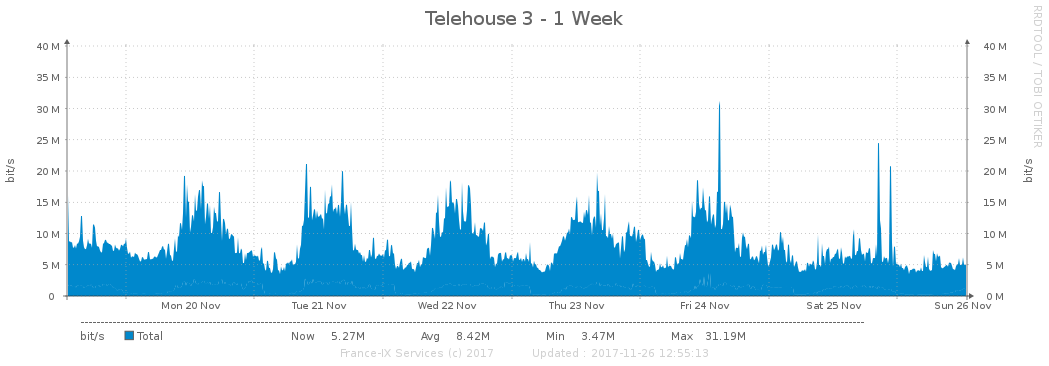 Telehouse 3 - 1 Week
RRDTOOL / TOBI OETIKER
40 M 40 M
35 M 35 M
30 M 30 M
25 M 25 M
20 M 20 M
15 M 15 M
10 M 10 M
5 M 5 M
0 0 M
bit/s bit/s
Mon 20 Nov Tue 21 Nov Wed 22 Nov Thu 23 Nov Fri 24 Nov Sat 25 Nov Sun 26 Nov
bit/s Total Now 5.27M Avg 8.42M Min 3.47M Max 31.19M
France-IX Services (c) 2017 Updated : 2017-11-26 12:55:13